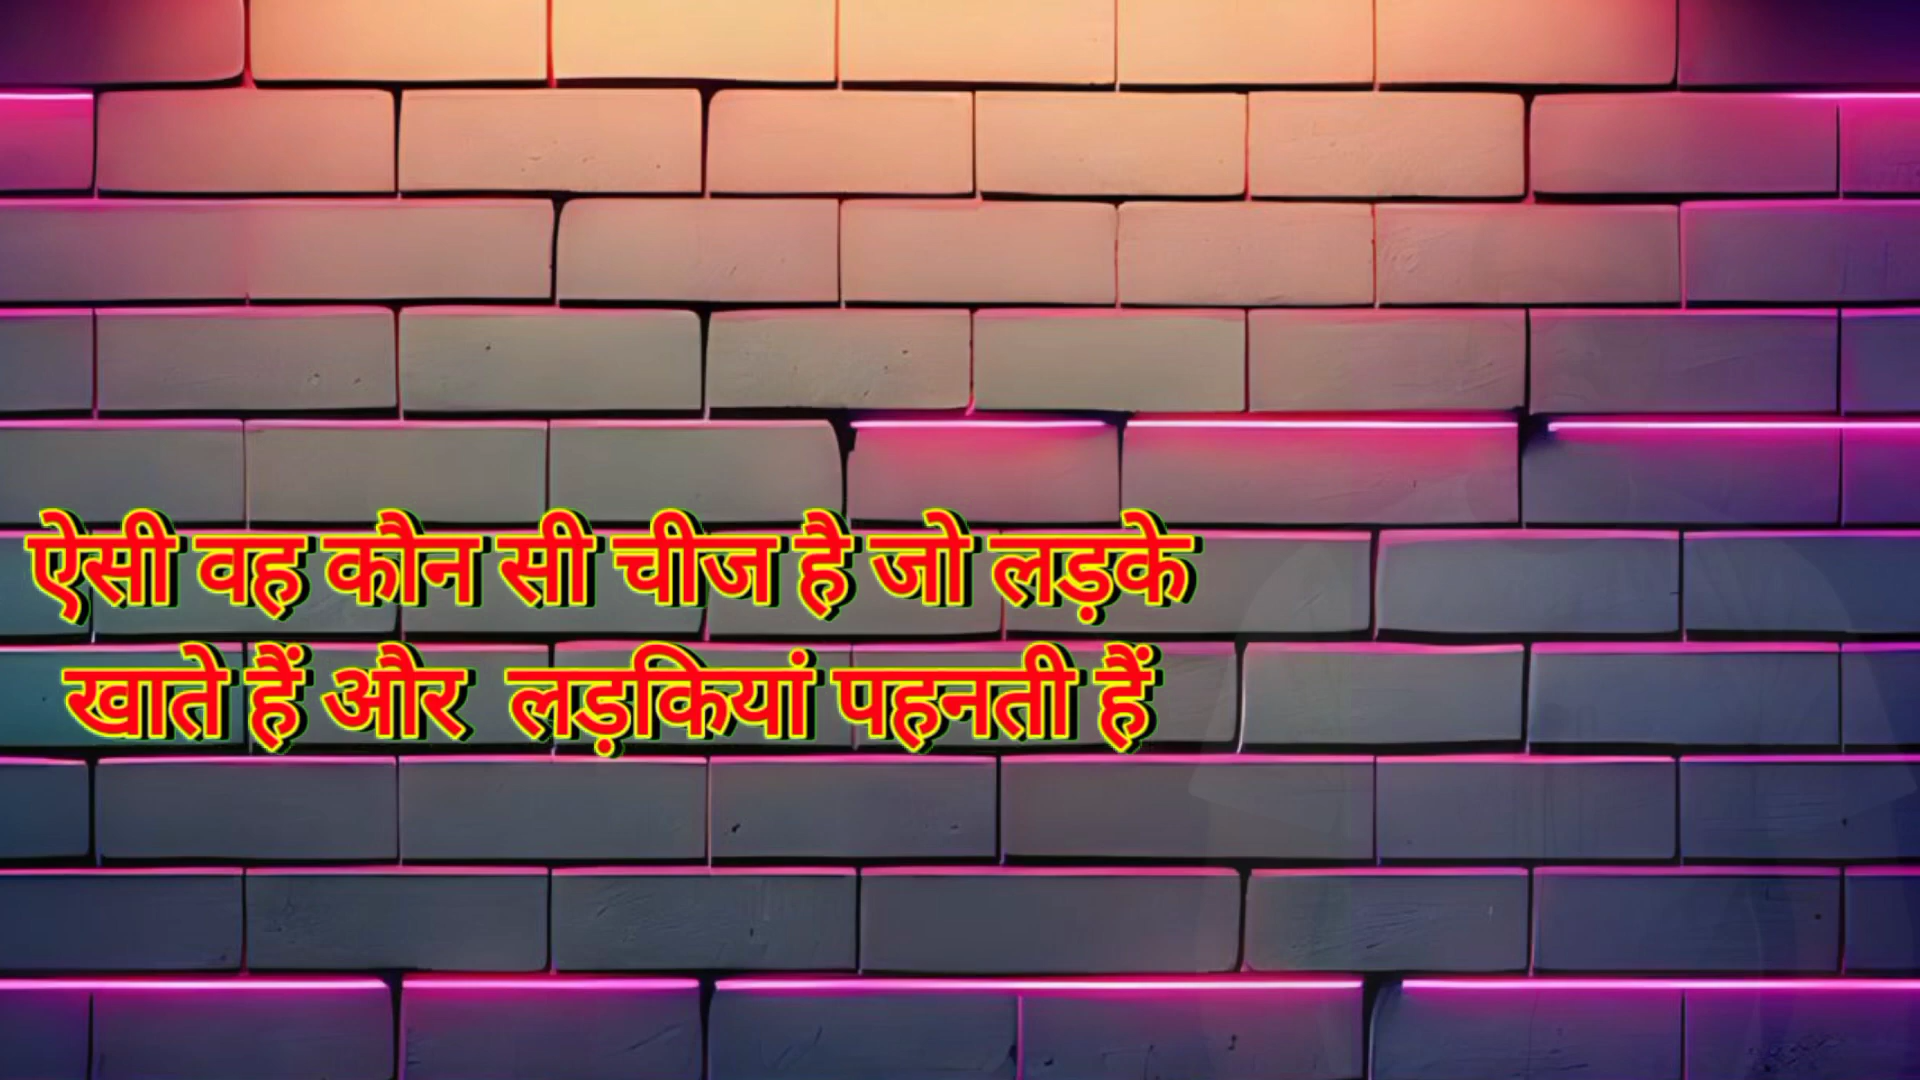 ऐसी वह कौन सी चीज है जो लड़के
खाते हैं और लड़कियां पहनती हैं